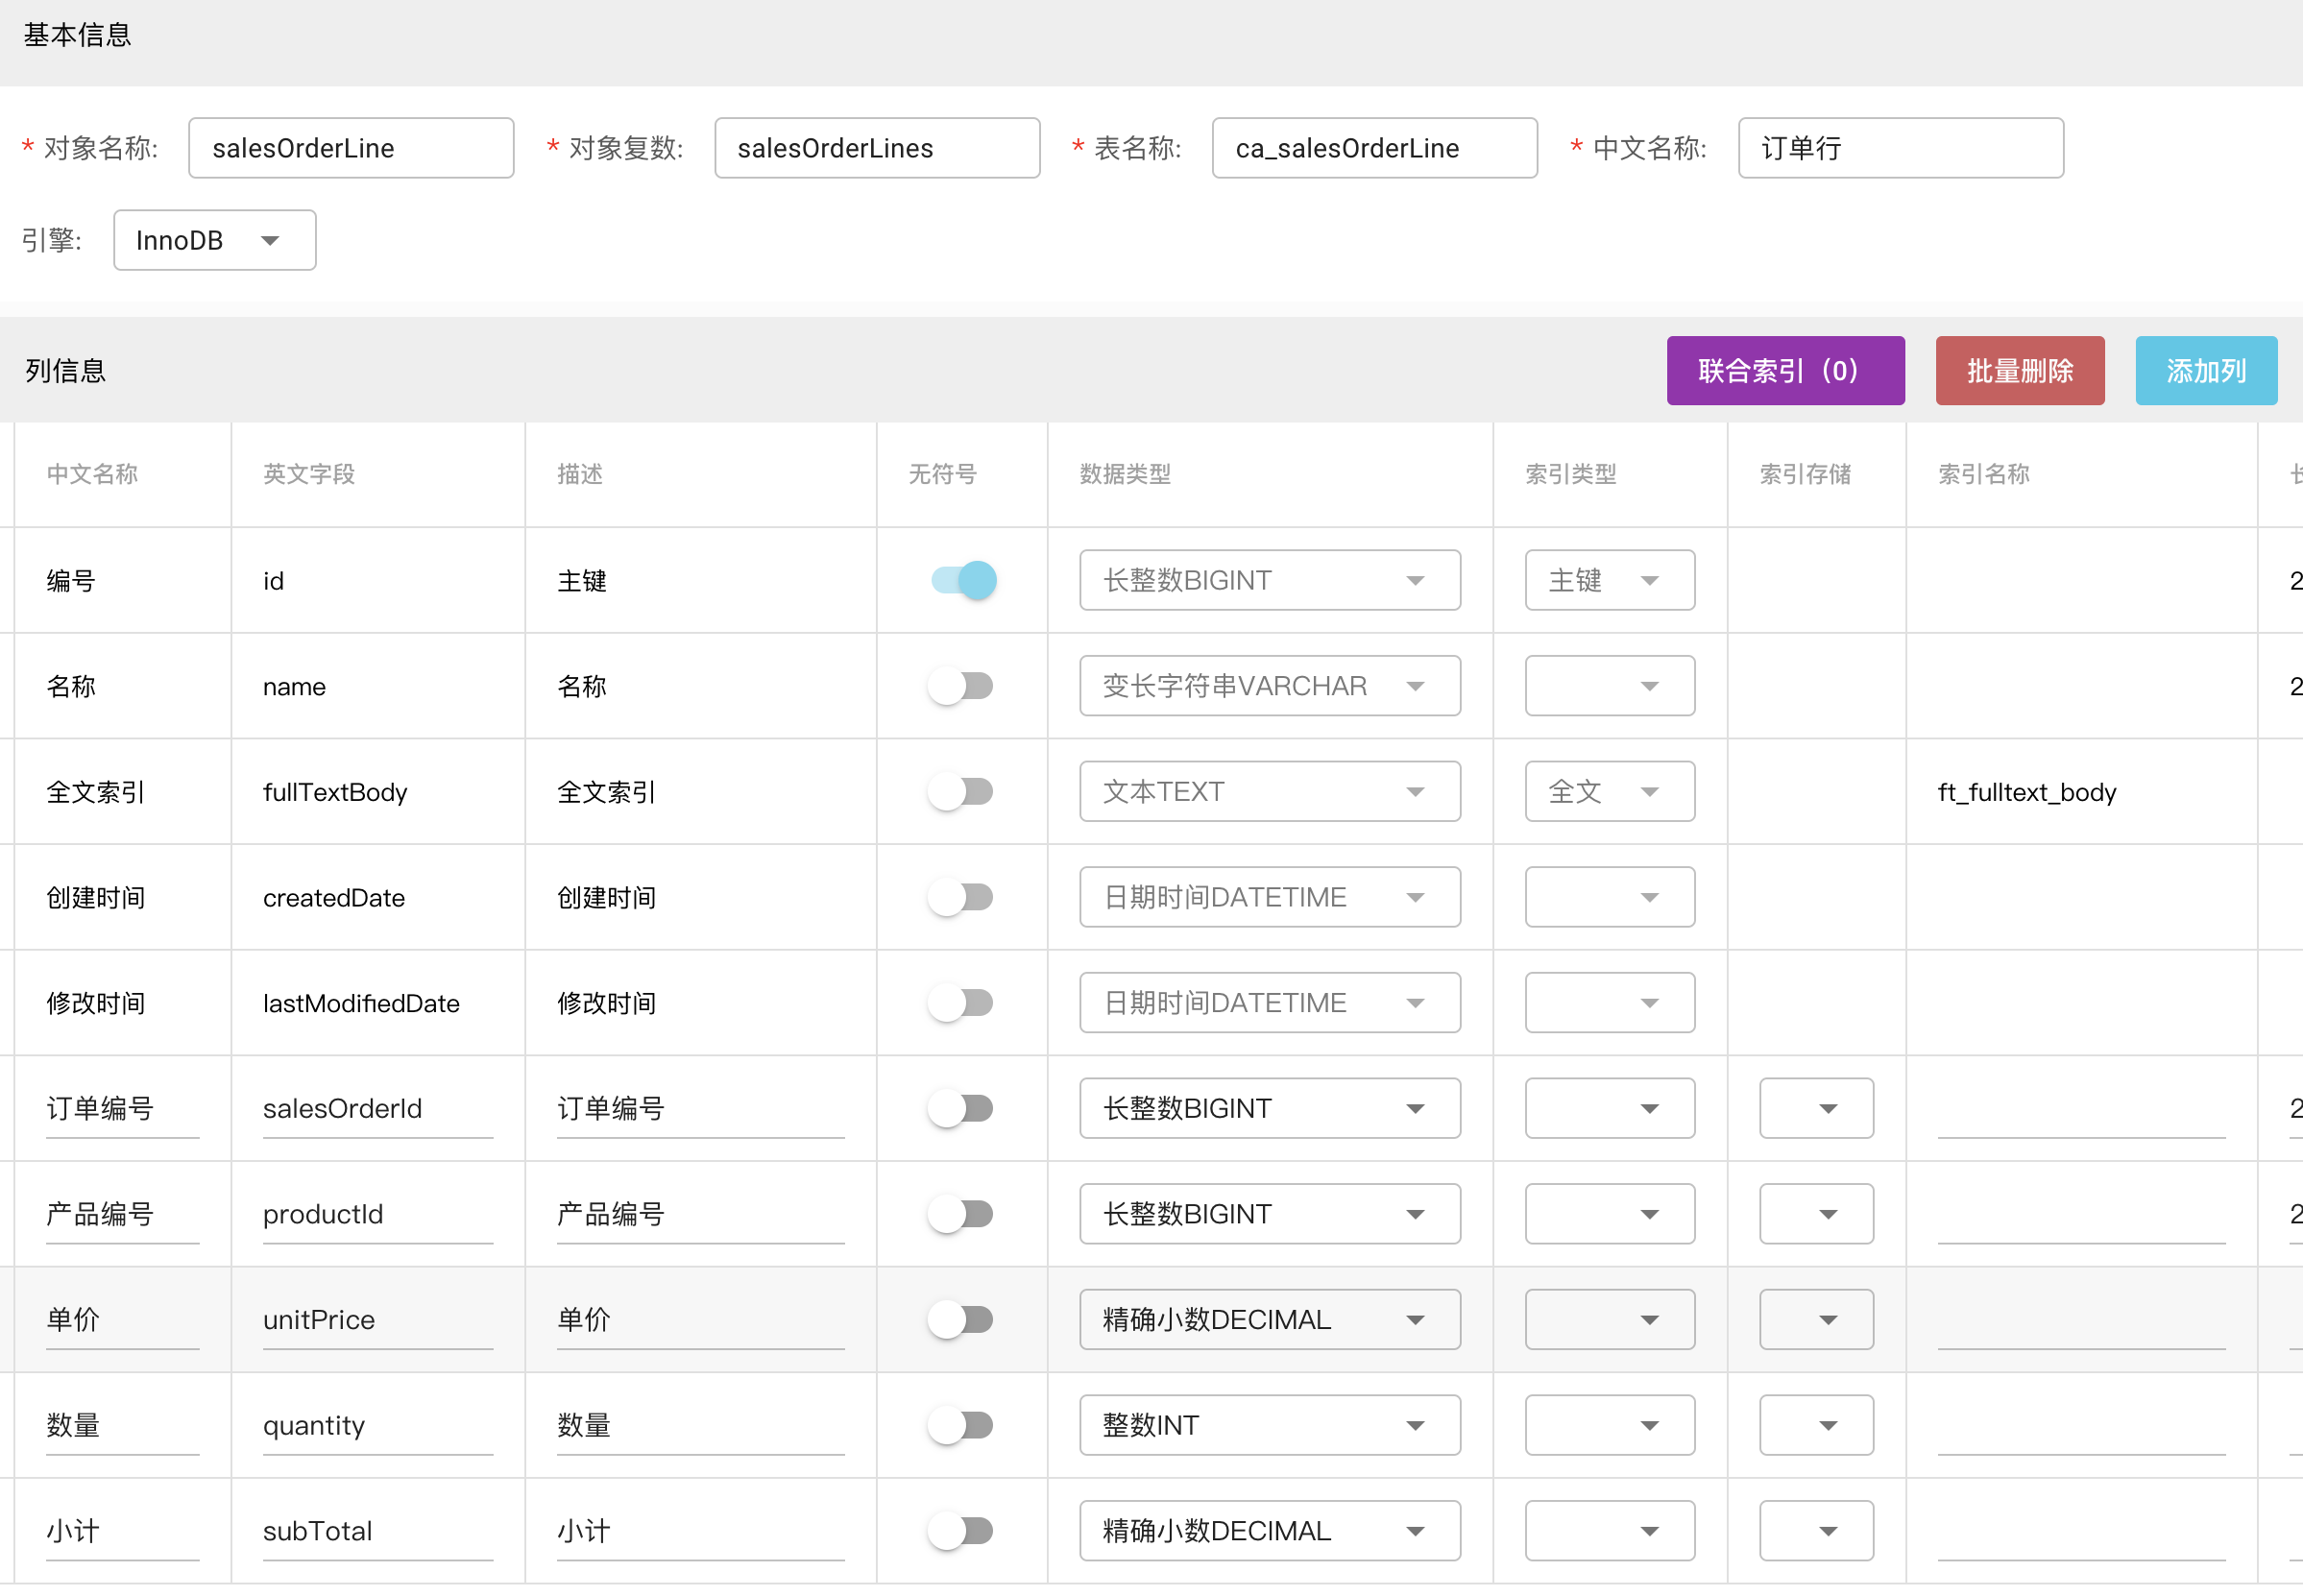 基本信息
* 对象名称: salesOrderLine * 对象复数: salesOrderLines * 表名称: ca_salesOrderLine * 中文名称: 订单行
引擎: InnoDB
列信息 联合索引（0） 批量删除 添加列
中文名称 英文字段 描述 无符号 数据类型 索引类型 索引存储 索引名称
编号 id 主键 长整数BIGINT 主键 2
名称 name 名称 变长字符串VARCHAR 2
全文索引 fullTextBody 全文索引 文本TEXT 全文 ft_fulltext_body
创建时间 createdDate 创建时间 日期时间DATETIME
修改时间 lastModifiedDate 修改时间 日期时间DATETIME
订单编号 salesOrderId 订单编号 长整数BIGINT 2
产品编号 productId 产品编号 长整数BIGINT 2
单价 unitPrice 单价 精确小数DECIMAL
数量 quantity 数量 整数INT
小计 subTotal 小计 精确小数DECIMAL